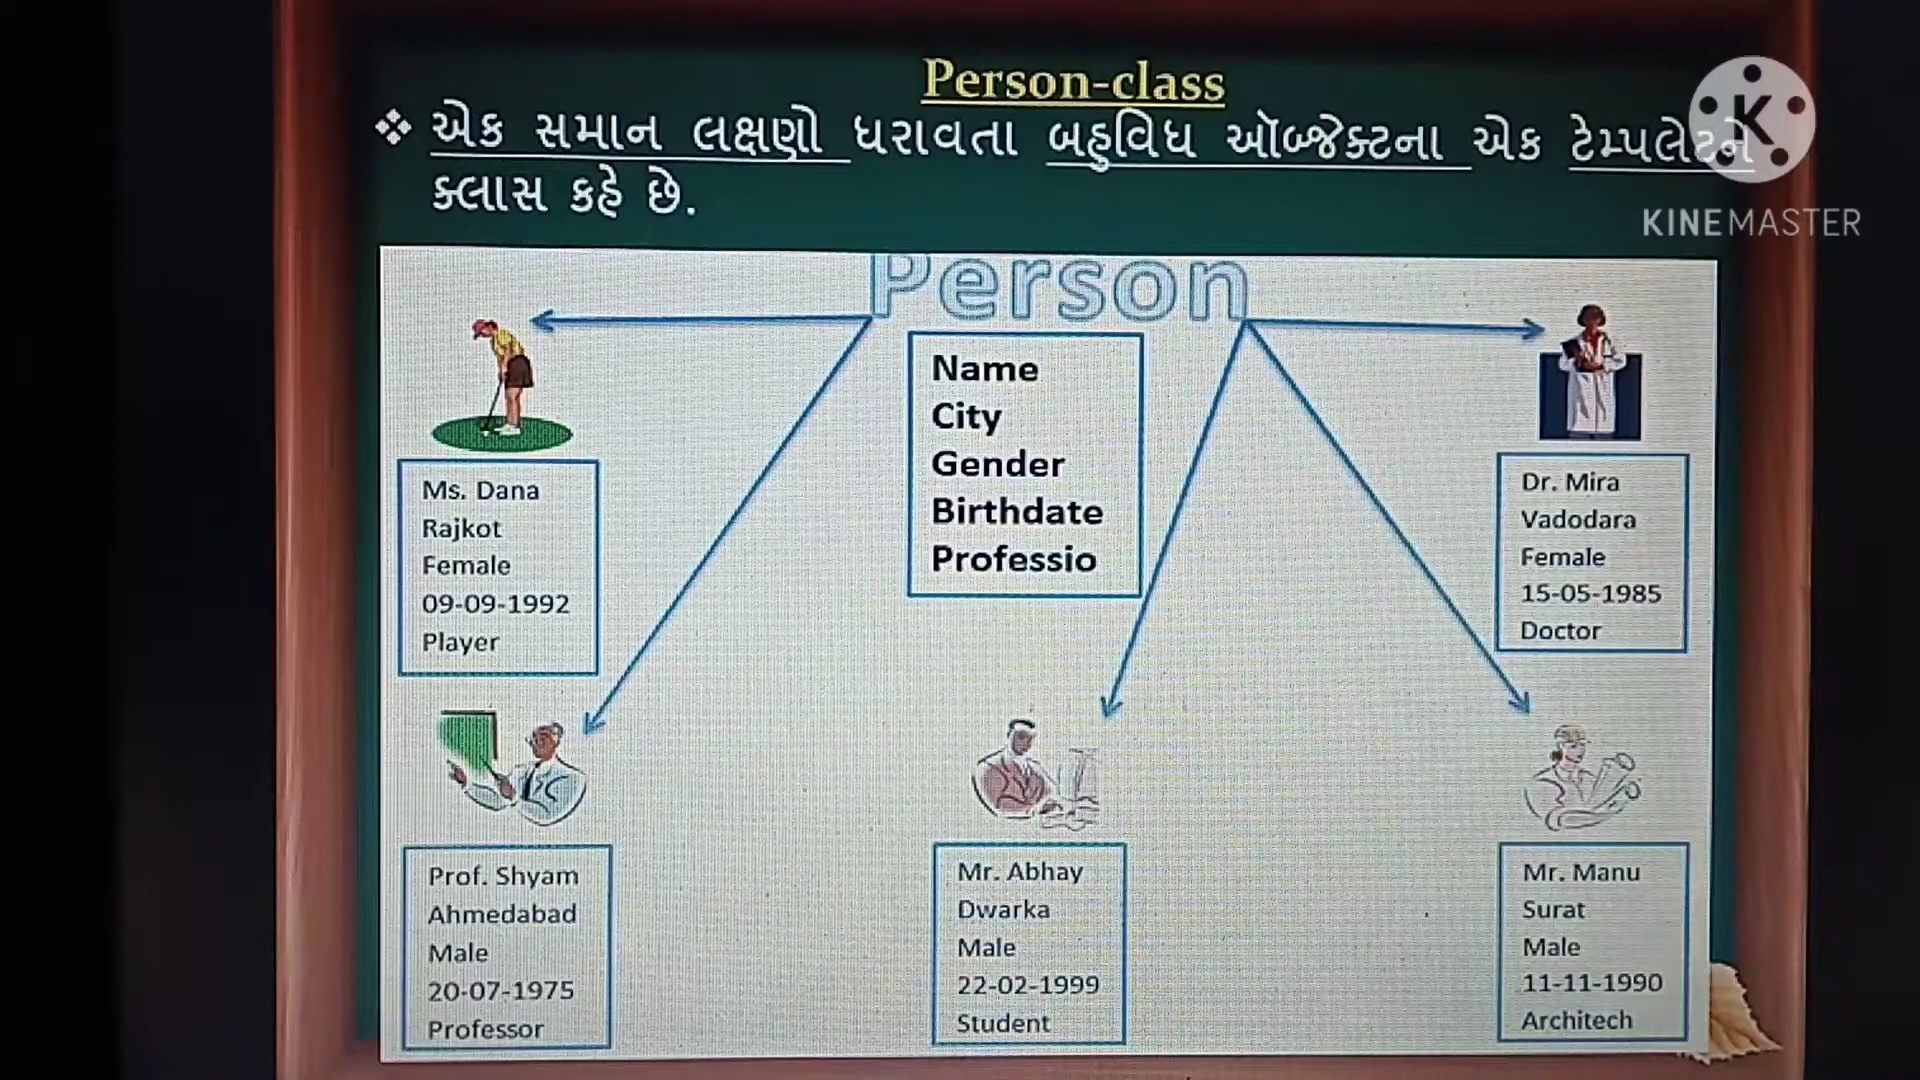 Person-class
❖ એક સમાન લક્ષણો ધરાવતા બહુવિધ ઑબ્જેક્ટના એક ટેમ્પલેટને
ક્લાસ કહે છે.
K
KINEMASTER
Person
Name
City
Gender
Birthdate
Professio
Ms. Dana
Rajkot
Female
09-09-1992
Player
Dr. Mira
Vadodara
Female
15-05-1985
Doctor
Prof. Shyam
Ahmedabad
Male
20-07-1975
Professor
Mr. Abhay
Dwarka
Male
22-02-1999
Student
Mr. Manu
Surat
Male
11-11-1990
Architech